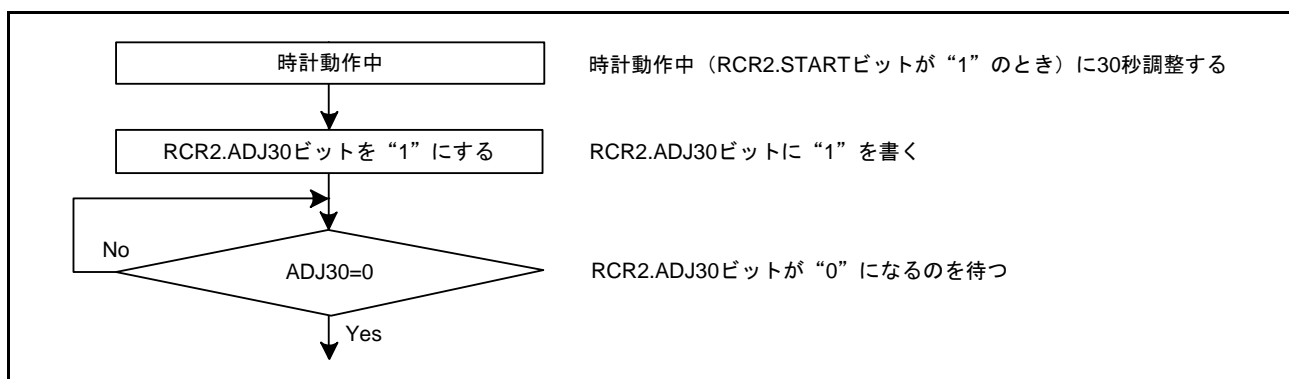 時計動作中
時計動作中（RCR2.STARTビットが“1”のとき）に30秒調整する
RCR2.ADJ30ビットを“1”にする
RCR2.ADJ30ビットに“1”を書く
No
ADJ30=0
RCR2.ADJ30ビットが“0”になるのを待つ
Yes